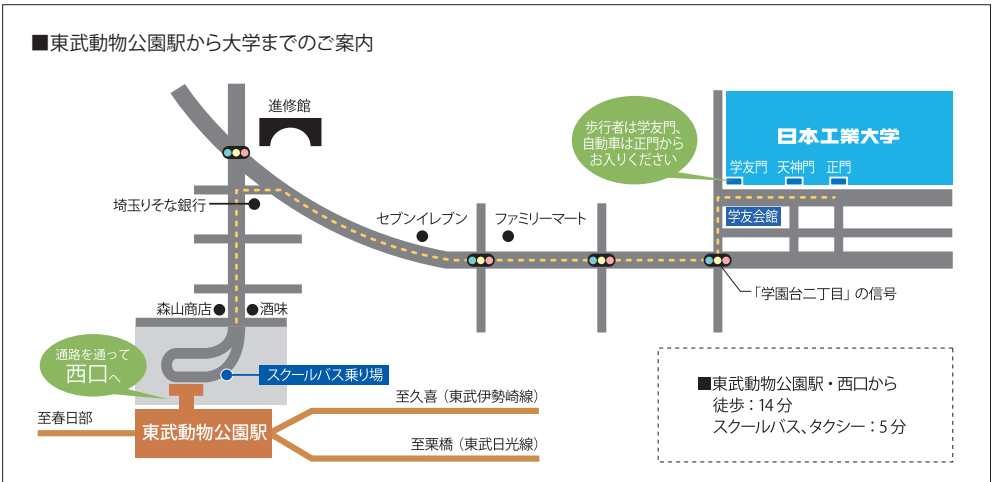 ■東武動物公園駅から大学までのご案内
進修館
歩行者は学友門、
自動車は正門から
お入りください
日本工業大学
学友門 天神門 正門
埼玉りそな銀行
セブンイレブン
ファミリーマート
学友会館
「学園台二丁目」の信号
森山商店
酒味
通路を通って
西口へ
スクールバス乗り場
至春日部
東武動物公園駅
至久喜（東武伊勢崎線）
至栗橋（東武日光線）
■東武動物公園駅・西口から
徒歩：14分
スクールバス、タクシー：5分